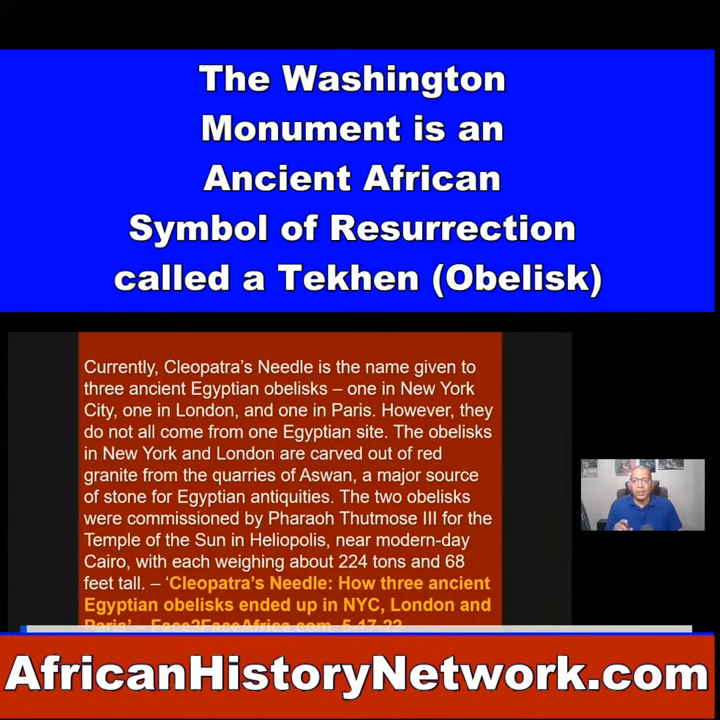 The Washington
Monument is an
Ancient African
Symbol of Resurrection
called a Tekhen (Obelisk)
Currently, Cleopatra's Needle is the name given to
three ancient Egyptian obelisks – one in New York
City, one in London, and one in Paris. However, they
do not all come from one Egyptian site. The obelisks
in New York and London are carved out of red
granite from the quarries of Aswan, a major source
of stone for Egyptian antiquities. The two obelisks
were commissioned by Pharaoh Thutmose III for the
Temple of the Sun in Heliopolis, near modern-day
Cairo, with each weighing about 224 tons and 68
feet tall. – 'Cleopatra's Needle: How three ancient
Egyptian obelisks ended up in NYC, London and
Paris' – Face2FaceAfrica.com, 5-17-22
AfricanHistoryNetwork.com